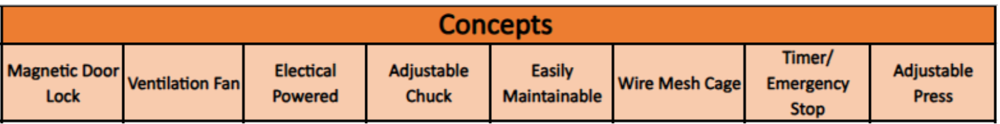 Concepts
Magnetic Door
Lock
Ventilation Fan
Electical
Powered
Adjustable
Chuck
Easily
Maintainable
Wire Mesh Cage
Timer/
Emergency
Stop
Adjustable
Press